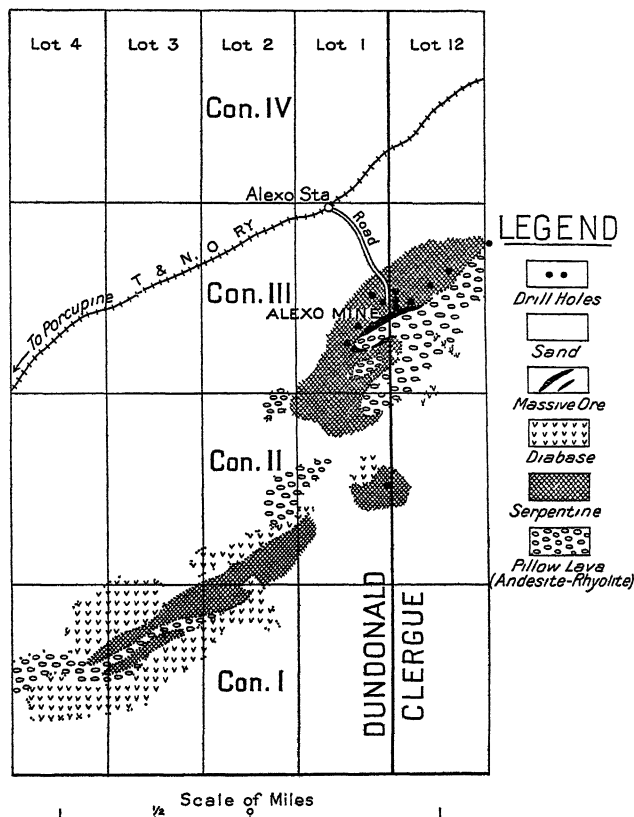 Lot 4 Lot 3 Lot 2 Lot 1 Lot 12
Con. IV
Alexo Sta
Road
T & N. O RY
To Porcupine
Con. III
ALEXO MINE
Con. II
Con. I
DUNDONALD
CLERGUE
LEGEND
Drill Holes
Sand
Massive Ore
Diabase
Serpentine
Pillow Lava
(Andesite-Rhyolite)
Scale of Miles
1 ½ 0 1